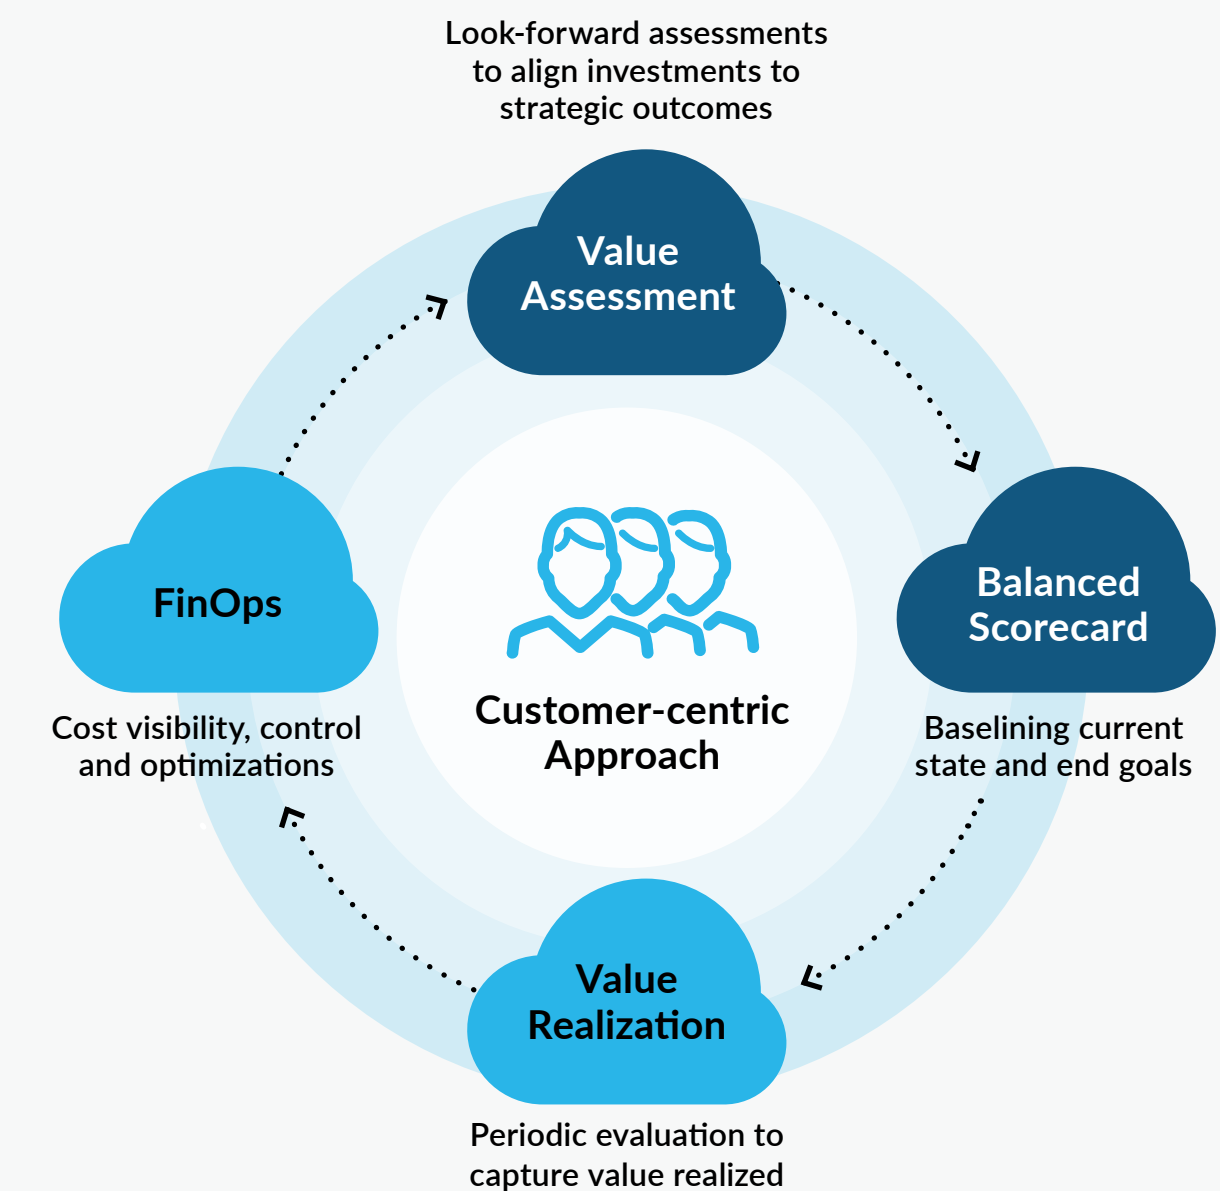 Look-forward assessments
to align investments to
strategic outcomes
Value
Assessment
FinOps
Cost visibility, control
and optimizations
Customer-centric
Approach
Balanced
Scorecard
Baselining current
state and end goals
Value
Realization
Periodic evaluation to
capture value realized